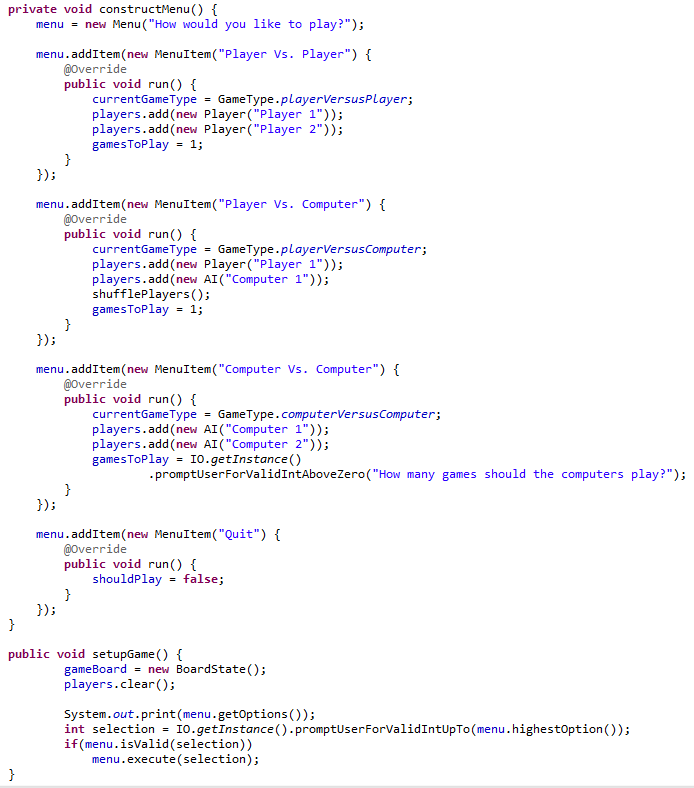 private void constructMenu() {
    menu = new Menu("How would you like to play?");

    menu.addItem(new MenuItem("Player Vs. Player") {
        @Override
        public void run() {
            currentGameType = GameType.playerVersusPlayer;
            players.add(new Player("Player 1"));
            players.add(new Player("Player 2"));
            gamesToPlay = 1;
        }
    });

    menu.addItem(new MenuItem("Player Vs. Computer") {
        @Override
        public void run() {
            currentGameType = GameType.playerVersusComputer;
            players.add(new Player("Player 1"));
            players.add(new AI("Computer 1"));
            shufflePlayers();
            gamesToPlay = 1;
        }
    });

    menu.addItem(new MenuItem("Computer Vs. Computer") {
        @Override
        public void run() {
            currentGameType = GameType.computerVersusComputer;
            players.add(new AI("Computer 1"));
            players.add(new AI("Computer 2"));
            gamesToPlay = IO.getInstance()
                    .promptUserForValidIntAboveZero("How many games should the computers play?");
        }
    });

    menu.addItem(new MenuItem("Quit") {
        @Override
        public void run() {
            shouldPlay = false;
        }
    });
}

public void setupGame() {
        gameBoard = new BoardState();
        players.clear();

        System.out.print(menu.getOptions());
        int selection = IO.getInstance().promptUserForValidIntUpTo(menu.highestOption());
        if(menu.isValid(selection))
            menu.execute(selection);
}